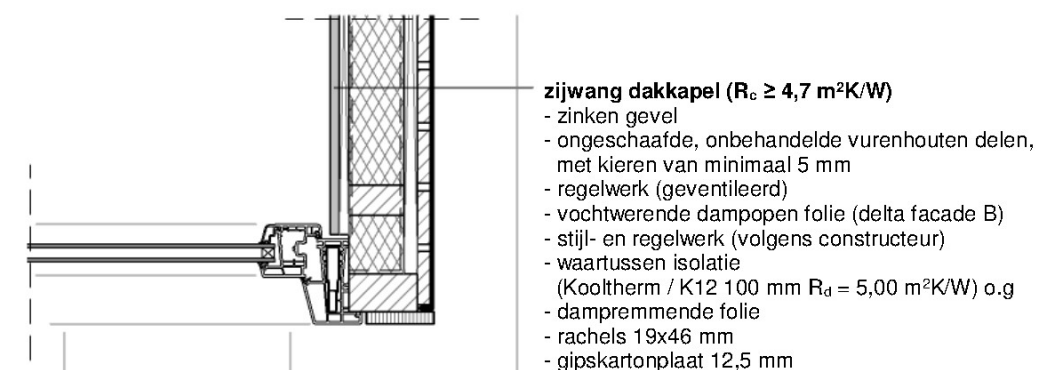 zijwang dakkapel (Rc ≥ 4,7 m²K/W)
- zinken gevel
- ongeschaafde, onbehandelde vurenhouten delen,
met kieren van minimaal 5 mm
- regelwerk (geventileerd)
- vochtwerende dampopen folie (delta facade B)
- stijl- en regelwerk (volgens constructeur)
- waartussen isolatie
(Kooltherm / K12 100 mm Rd = 5,00 m²K/W) o.g
- dampremmende folie
- rachels 19x46 mm
- gipskartonplaat 12,5 mm